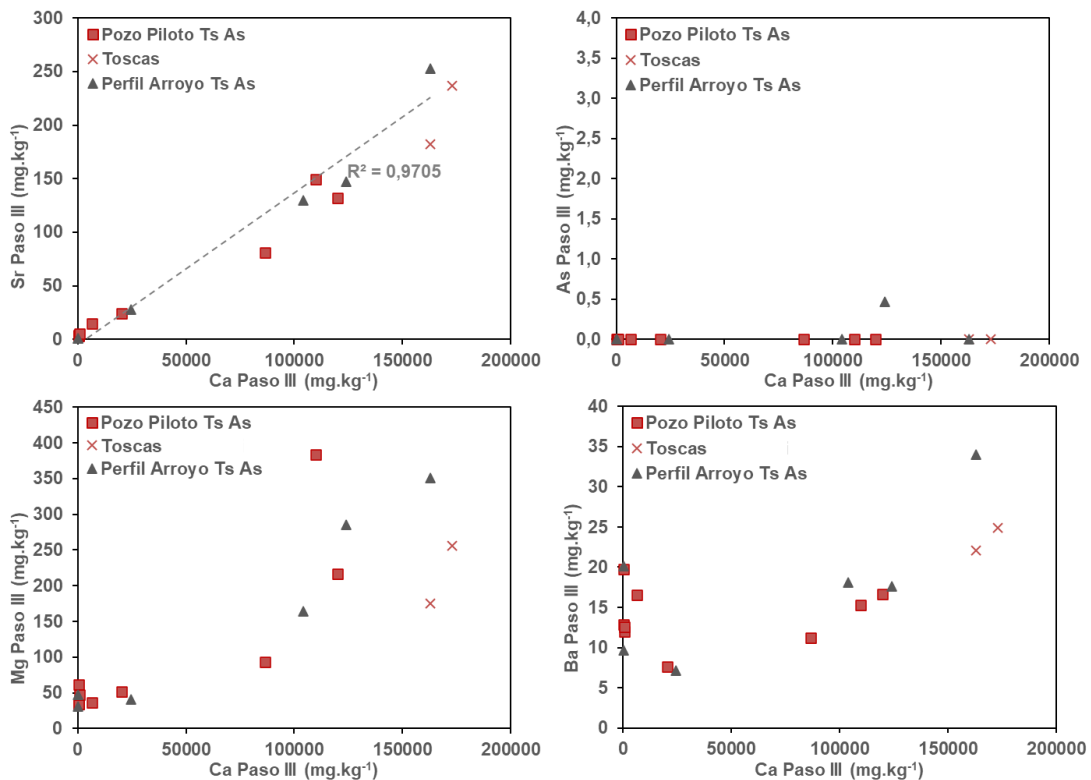 300
250
200
150
100
50
0
Sr Paso III (mg.kg-1)
Pozo Piloto Ts As
Toscas
Perfil Arroyo Ts As
R² = 0,9705
0 50000 100000 150000 200000
Ca Paso III (mg.kg-1)
4,0
3,5
3,0
2,5
2,0
1,5
1,0
0,5
0,0
As Paso III (mg.kg-1)
Pozo Piloto Ts As
Toscas
Perfil Arroyo Ts As
0 50000 100000 150000 200000
Ca Paso III (mg.kg-1)
450
400
350
300
250
200
150
100
50
0
Mg Paso III (mg.kg-1)
Pozo Piloto Ts As
Toscas
Perfil Arroyo Ts As
0 50000 100000 150000 200000
Ca Paso III (mg.kg-1)
40
35
30
25
20
15
10
5
0
Ba Paso III (mg.kg-1)
Pozo Piloto Ts As
Toscas
Perfil Arroyo Ts As
0 50000 100000 150000 200000
Ca Paso III (mg.kg-1)